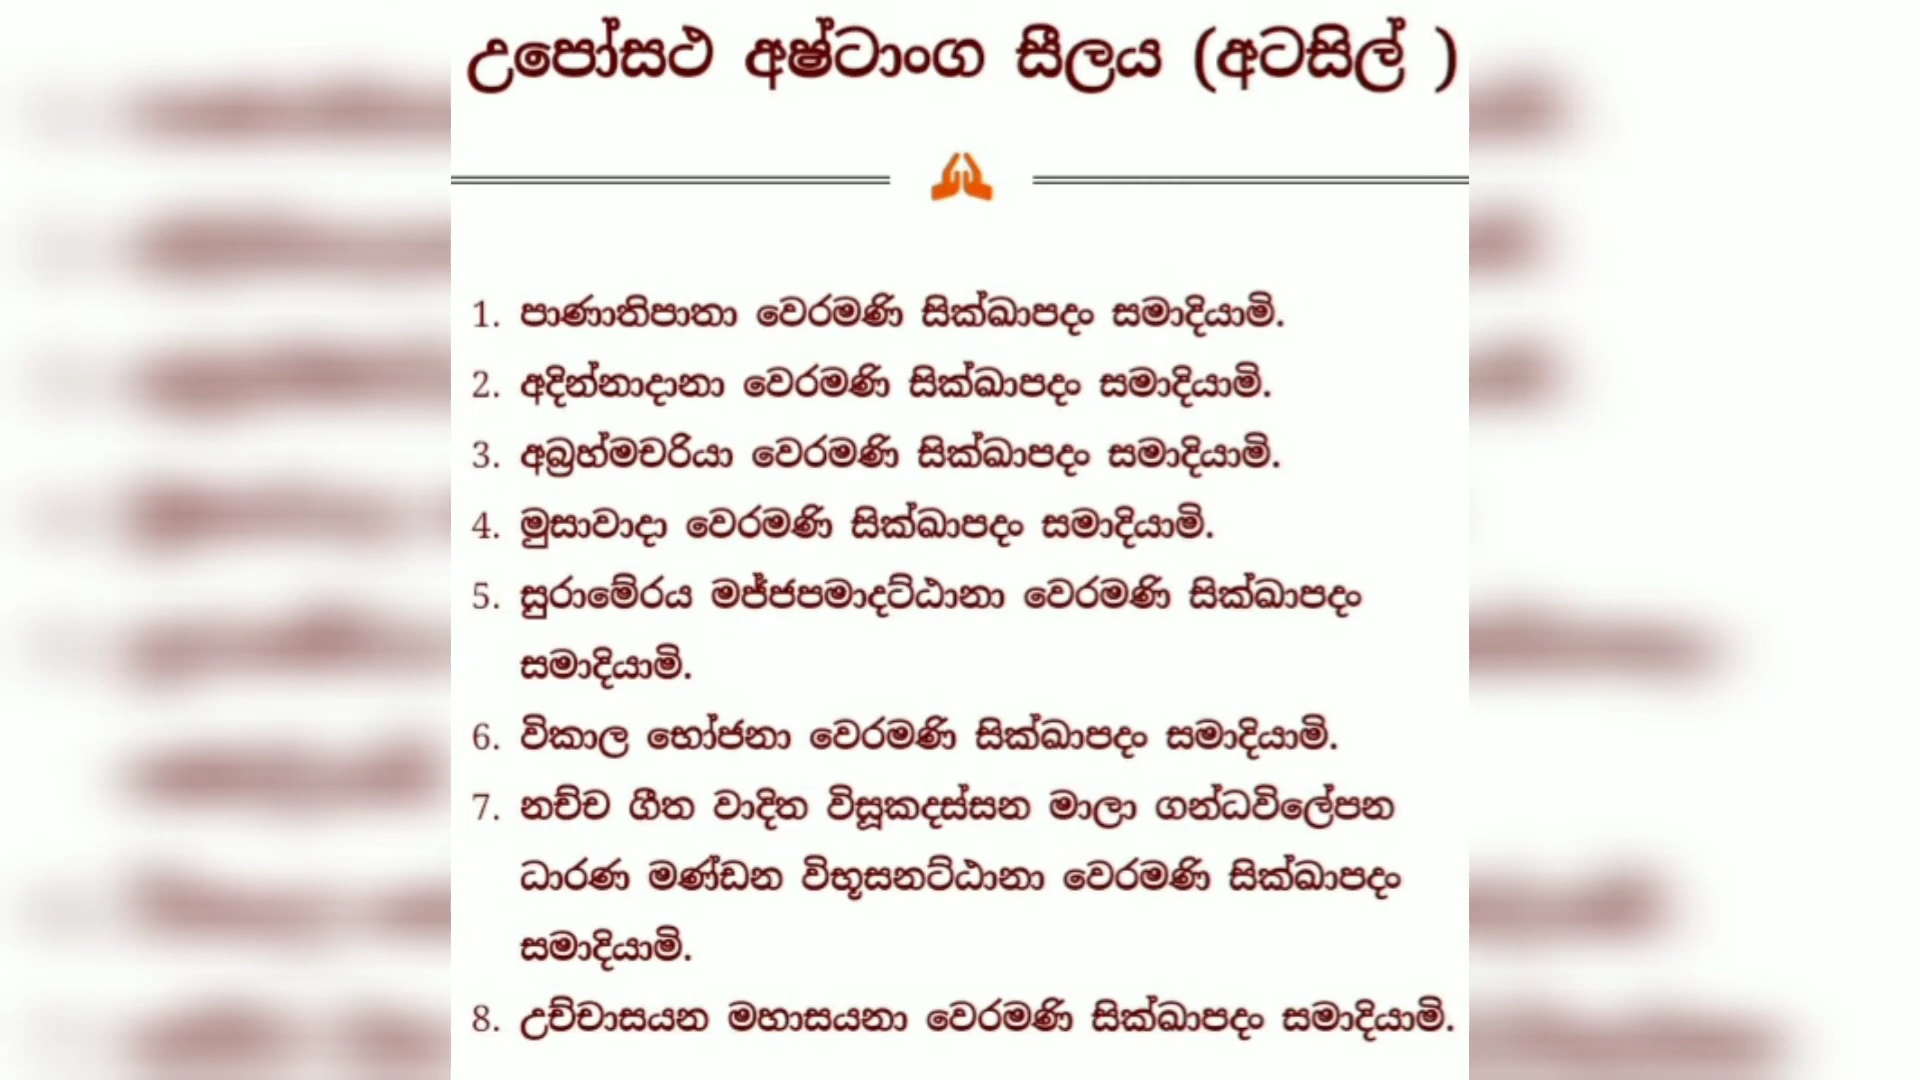 උපෝසථ අෂ්ටාංග සීලය (අටසිල් )
1. පාණාතිපාතා වෙරමණි සික්ඛාපදං සමාදියාමි.
2. අදින්නාදානා වෙරමණි සික්ඛාපදං සමාදියාමි.
3. අබ්‍රහ්මචරියා වෙරමණි සික්ඛාපදං සමාදියාමි.
4. මුසාවාදා වෙරමණි සික්ඛාපදං සමාදියාමි.
5. සුරාමේරය මජ්ජපමාදට්ඨානා වෙරමණි සික්ඛාපදං
සමාදියාමි.
6. විකාල භෝජනා වෙරමණි සික්ඛාපදං සමාදියාමි.
7. නච්ච ගීත වාදිත විසූකදස්සන මාලා ගන්ධවිලේපන
ධාරණ මණ්ඩන විභූසනට්ඨානා වෙරමණි සික්ඛාපදං
සමාදියාමි.
8. උච්චාසයන මහාසයනා වෙරමණි සික්ඛාපදං සමාදියාමි.